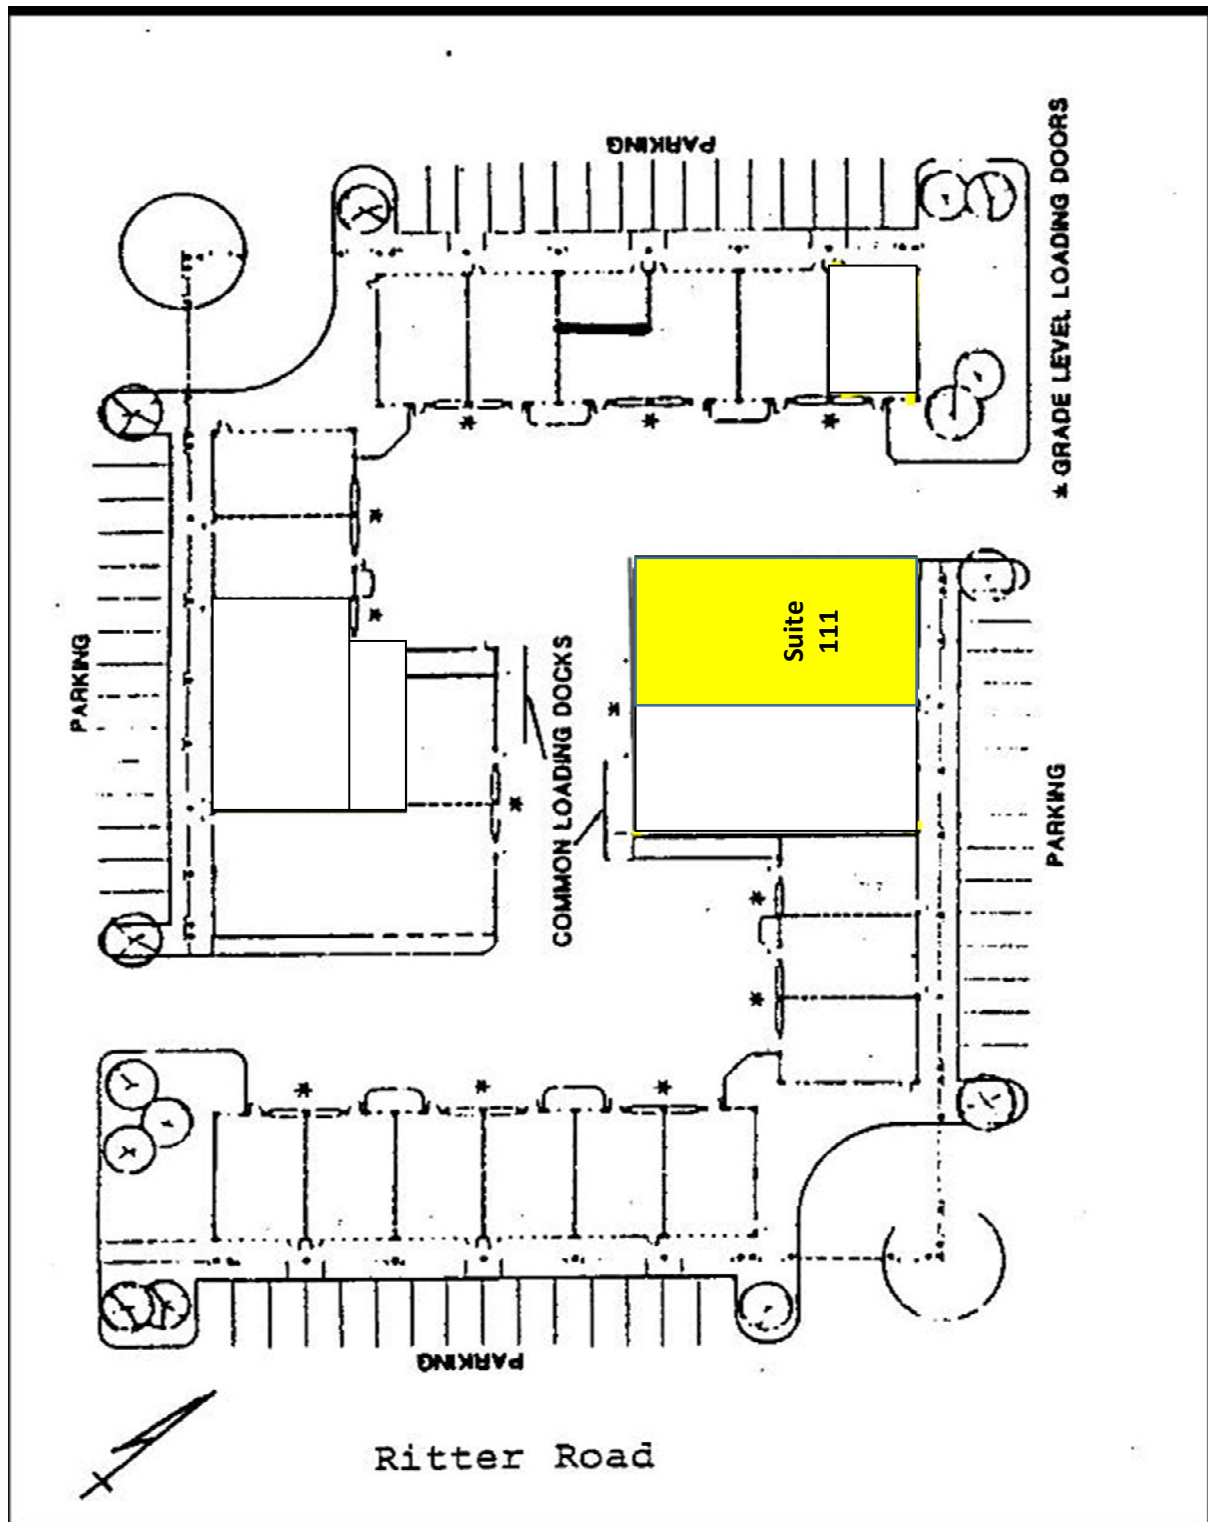 PARKING
* GRADE LEVEL LOADING DOORS
PARKING
COMMON LOADING DOCKS
Suite
111
PARKING
PARKING
Ritter Road